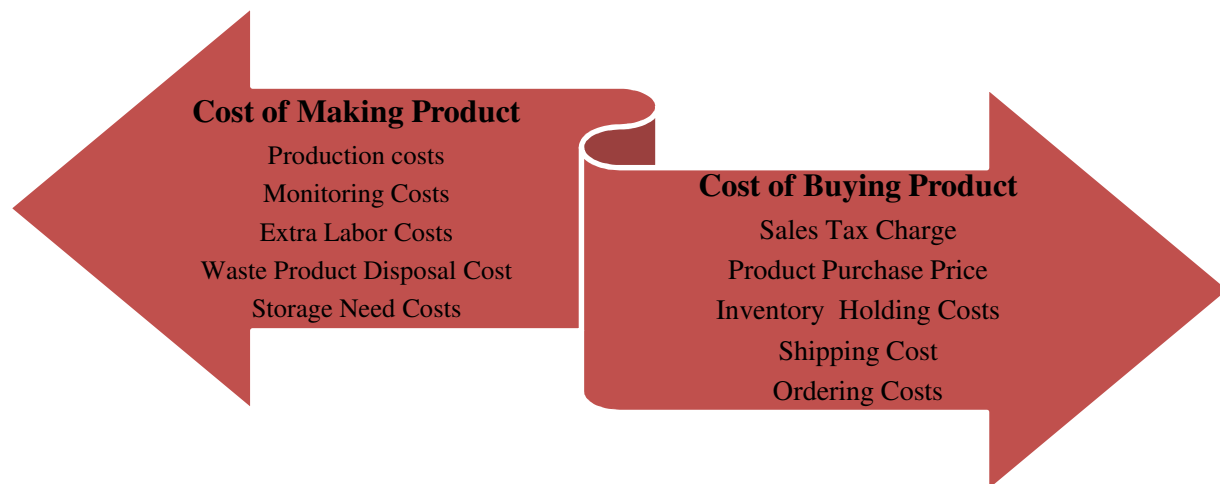 Cost of Making Product
Production costs
Monitoring Costs
Extra Labor Costs
Waste Product Disposal Cost
Storage Need Costs
Cost of Buying Product
Sales Tax Charge
Product Purchase Price
Inventory  Holding Costs
Shipping Cost
Ordering Costs